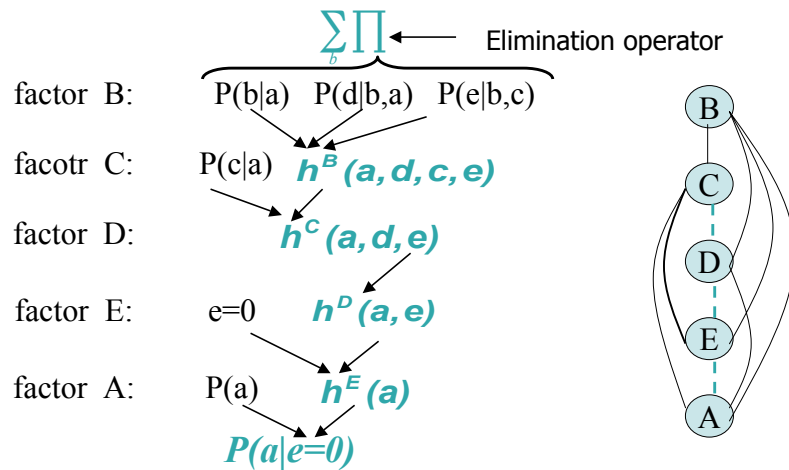 ∑∏
b
Elimination operator
factor B: P(b|a) P(d|b,a) P(e|b,c)
facotr C: P(c|a) h^B (a,d,c,e)
factor D: h^C (a,d,e)
factor E: e=0 h^D (a,e)
factor A: P(a) h^E (a)
P(a|e=0)
B
C
D
E
A